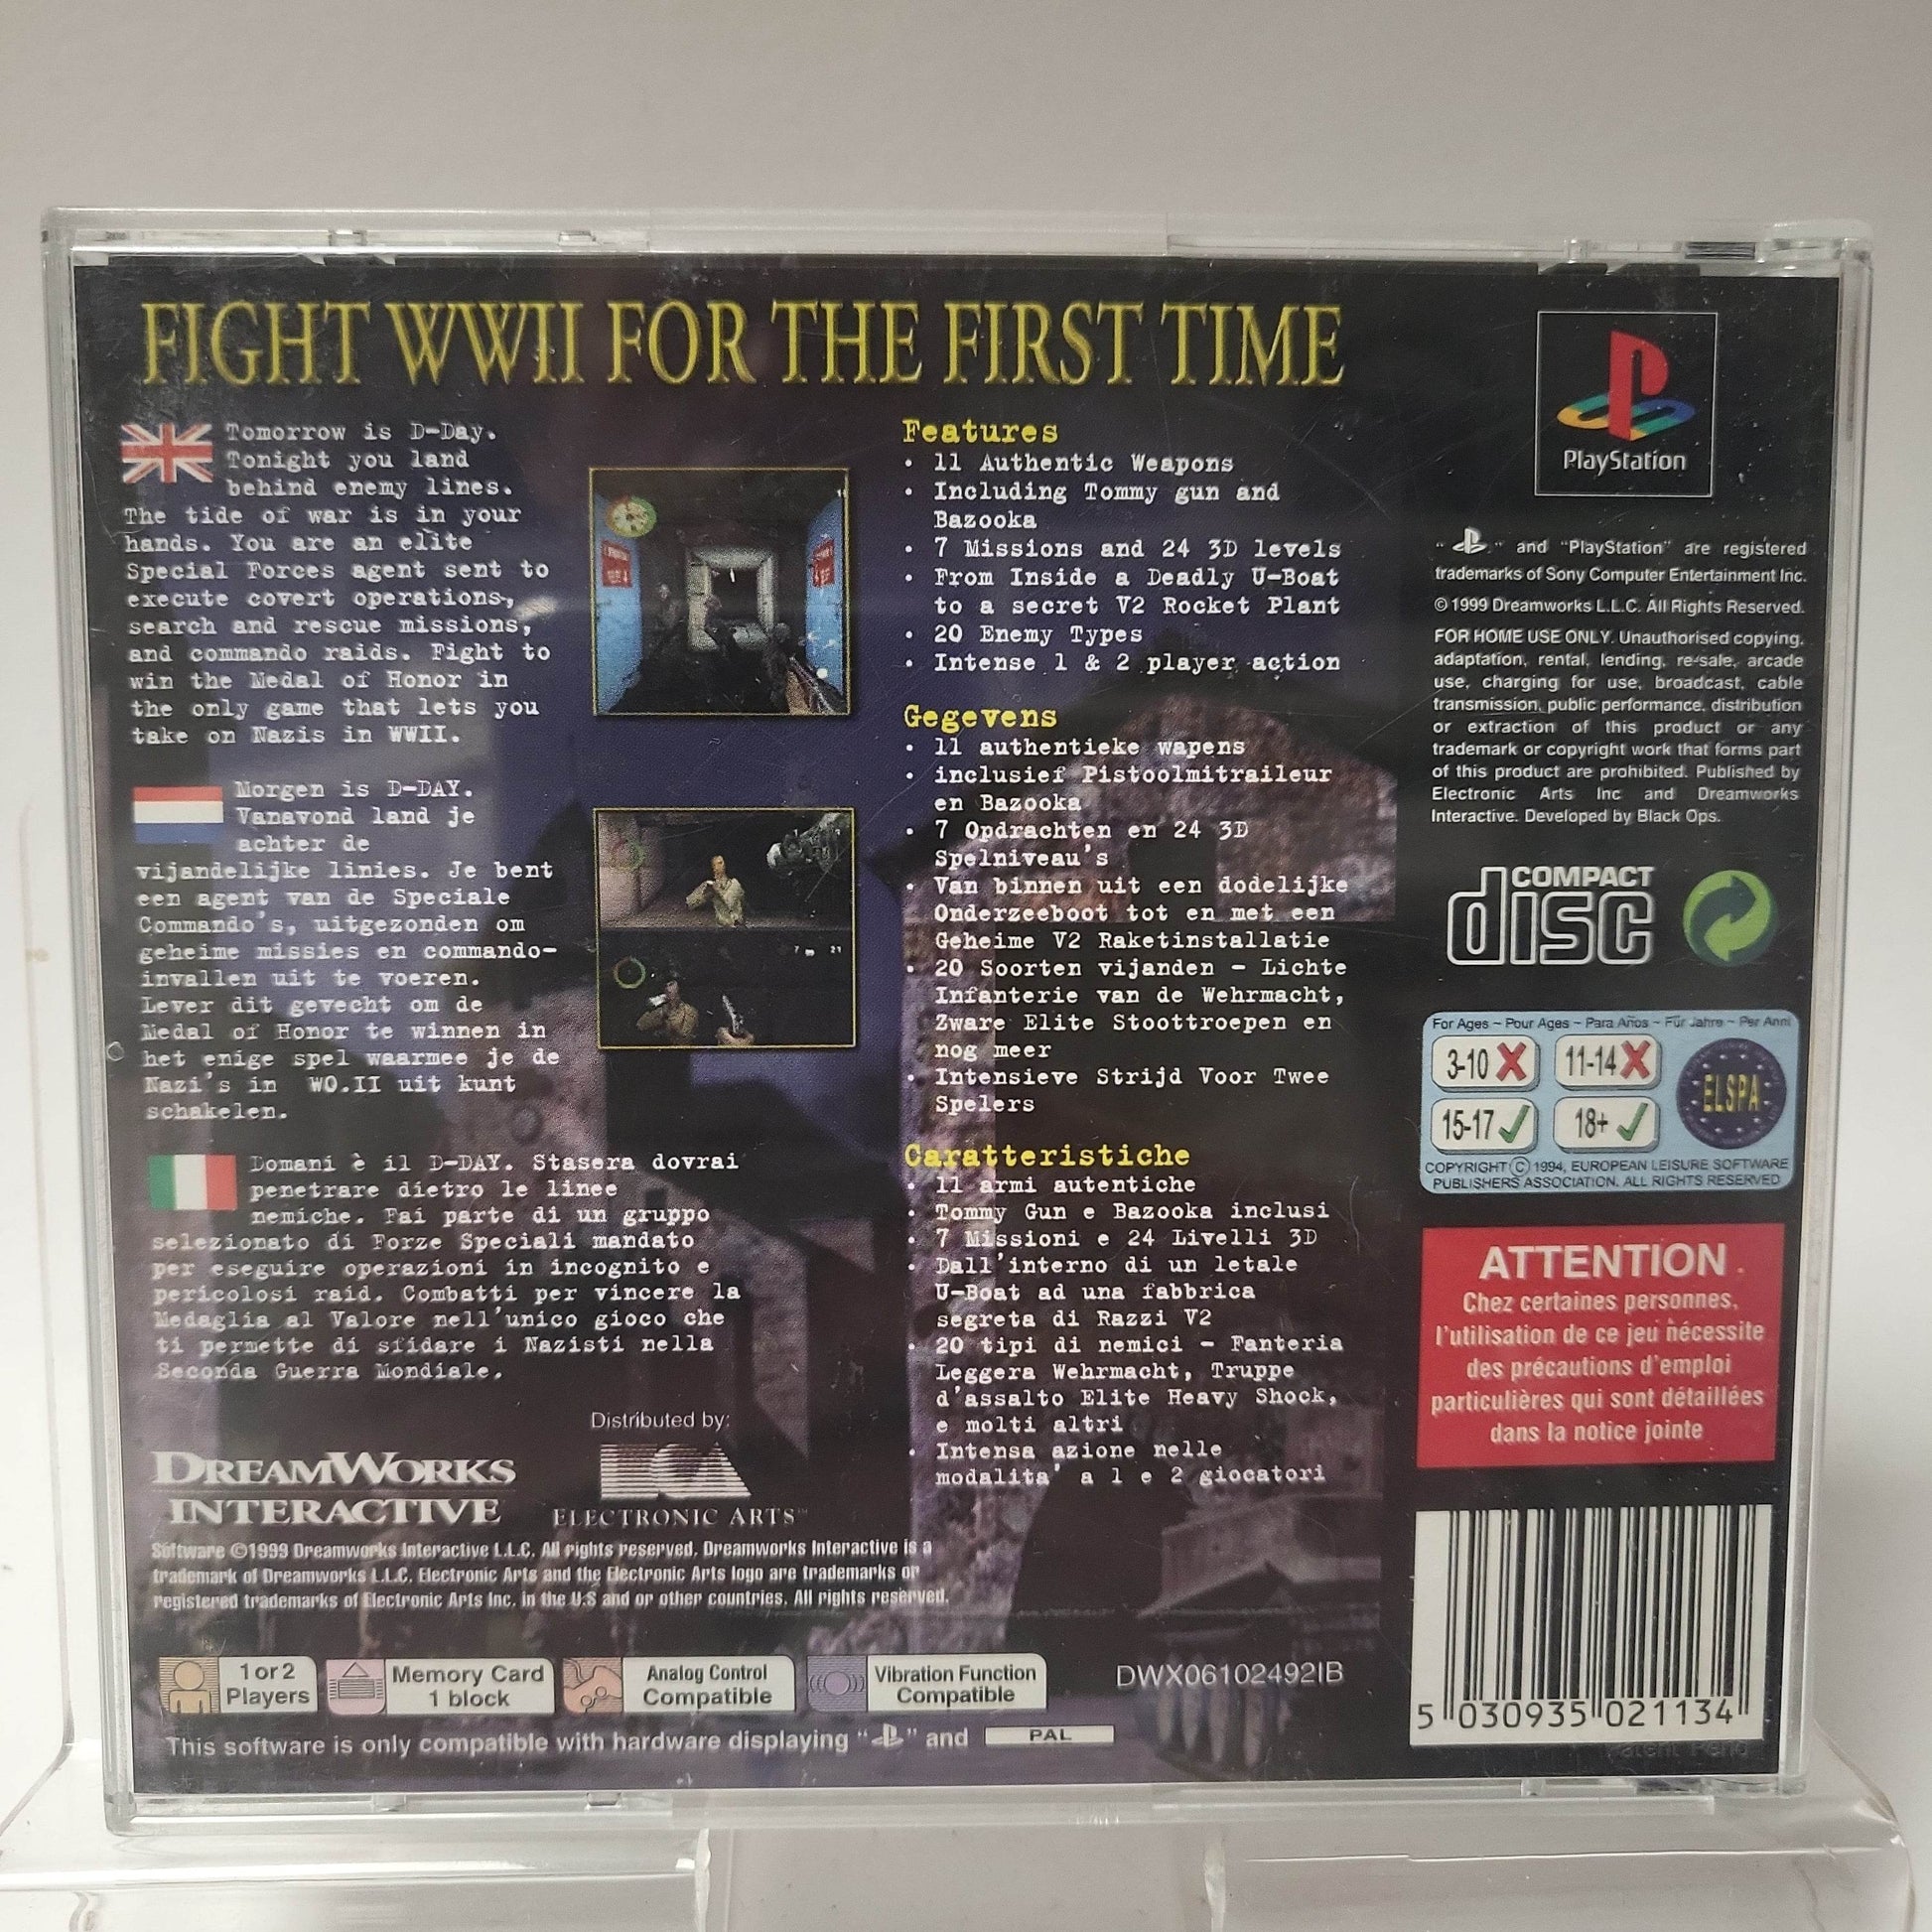 FIGHT WWII FOR THE FIRST TIME
Tomorrow is D-Day.
Tonight you land
behind enemy lines.
The tide of war is in your
hands. You are an elite
Special Forces agent sent to
execute covert operations,
search and rescue missions,
and commando raids. Fight to
win the Medal of Honor in
the only game that lets you
take on Nazis in WWII.
Morgen is D-DAY.
Vanavond land je
achter de
vijandelijke linies. Je bent
een agent van de Speciale
Commando's, uitgezonden om
geheime missies en commando-
invallen uit te voeren.
Lever dit gevecht om de
Medal of Honor te winnen in
het enige spel waarmee je de
Nazi's in WO.II uit kunt
schakelen.
Domani è il D-DAY. Stasera dovrai
penetrare dietro le linee
nemiche. Fai parte di un gruppo
selezionato di Forze Speciali mandato
per eseguire operazioni in incognito e
pericolosi raid. Combatti per vincere la
Medaglia al Valore nell'unico gioco che
ti permette di sfidare i Nazisti nella
Seconda Guerra Mondiale.
Features
• 11 Authentic Weapons
• Including Tommy gun and
Bazooka
• 7 Missions and 24 3D levels
• From Inside a Deadly U-Boat
to a secret V2 Rocket Plant
• 20 Enemy Types
• Intense 1 & 2 player action
Gegevens
• 11 authentieke wapens
• inclusief Pistoolmitraileur
en Bazooka
• 7 Opdrachten en 24 3D
Spelniveau's
• Van binnen uit een dodelijke
Onderzeeboot tot en met een
Geheime V2 Raketinstallatie
• 20 Soorten vijanden - Lichte
Infanterie van de Wehrmacht,
Zware Elite Stoottroepen en
nog meer
• Intensieve Strijd Voor Twee
Spelers
Caratteristiche
• 11 armi autentiche
• Tommy Gun e Bazooka inclusi
• 7 Missioni e 24 Livelli 3D
• Dall'interno di un letale
U-Boat ad una fabbrica
segreta di Razzi V2
• 20 tipi di nemici - Fanteria
Leggera Wehrmacht, Truppe
d'assalto Elite Heavy Shock,
e molti altri
• Intensa azione nelle
modalita' a 1 e 2 giocatori
Distributed by:
DREAMWORKS
INTERACTIVE
ELECTRONIC ARTS™
Software ©1999 Dreamworks Interactive L.L.C. All rights reserved. Dreamworks Interactive is a
trademark of Dreamworks L.L.C. Electronic Arts and the Electronic Arts logo are trademarks or
registered trademarks of Electronic Arts Inc. in the U.S and or other countries. All rights reserved.
1 or 2
Players
Memory Card
1 block
Analog Control
Compatible
Vibration Function
Compatible
DWX06102492IB
This software is only compatible with hardware displaying " " and PAL
PlayStation
" " and "PlayStation" are registered
trademarks of Sony Computer Entertainment Inc.
© 1999 Dreamworks L.L.C. All Rights Reserved.
FOR HOME USE ONLY. Unauthorised copying,
adaptation, rental, lending, re-sale, arcade
use, charging for use, broadcast, cable
transmission, public performance, distribution
or extraction of this product or any
trademark or copyright work that forms part
of this product are prohibited. Published by
Electronic Arts Inc and Dreamworks
Interactive. Developed by Black Ops.
COMPACT
disc
For Ages ~ Pour Ages ~ Para Años ~ Für Jahre ~ Per Anni
3-10 11-14
15-17 18+
ELSPA
COPYRIGHT © 1994, EUROPEAN LEISURE SOFTWARE
PUBLISHERS ASSOCIATION. ALL RIGHTS RESERVED
ATTENTION
Chez certaines personnes,
l'utilisation de ce jeu nécessite
des précautions d'emploi
particulières qui sont détaillées
dans la notice jointe
5 030935 021134